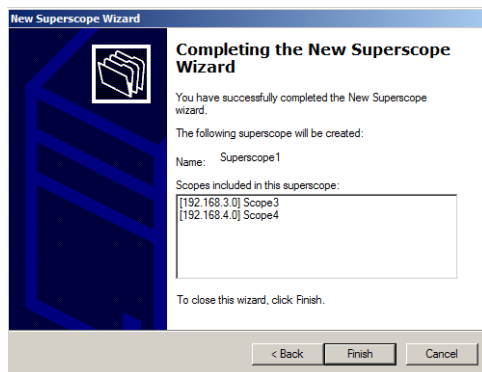 New Superscope Wizard
Completing the New Superscope
Wizard
You have successfully completed the New Superscope
wizard.
The following superscope will be created:
Name: Superscope1
Scopes included in this superscope:
[192.168.3.0] Scope3
[192.168.4.0] Scope4
To close this wizard, click Finish.
< Back Finish Cancel